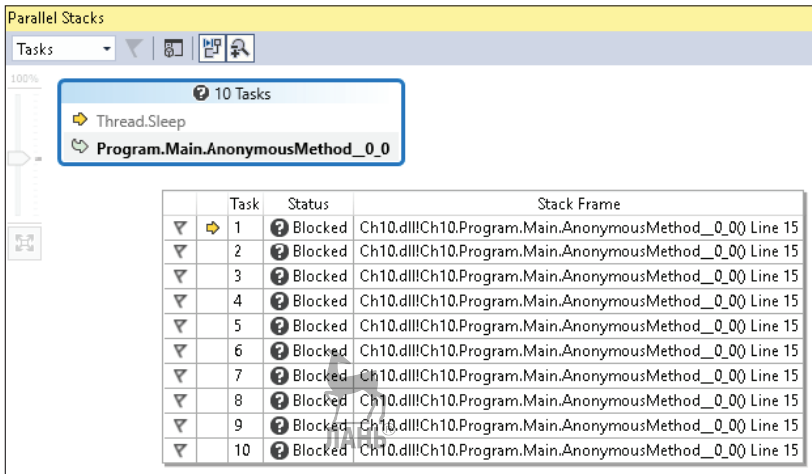 Parallel Stacks
Tasks
100%
10 Tasks
Thread.Sleep
Program.Main.AnonymousMethod__0_0
Task Status Stack Frame
1 Blocked Ch10.dll!Ch10.Program.Main.AnonymousMethod__0_0() Line 15
2 Blocked Ch10.dll!Ch10.Program.Main.AnonymousMethod__0_0() Line 15
3 Blocked Ch10.dll!Ch10.Program.Main.AnonymousMethod__0_0() Line 15
4 Blocked Ch10.dll!Ch10.Program.Main.AnonymousMethod__0_0() Line 15
5 Blocked Ch10.dll!Ch10.Program.Main.AnonymousMethod__0_0() Line 15
6 Blocked Ch10.dll!Ch10.Program.Main.AnonymousMethod__0_0() Line 15
7 Blocked Ch10.dll!Ch10.Program.Main.AnonymousMethod__0_0() Line 15
8 Blocked Ch10.dll!Ch10.Program.Main.AnonymousMethod__0_0() Line 15
9 Blocked Ch10.dll!Ch10.Program.Main.AnonymousMethod__0_0() Line 15
10 Blocked Ch10.dll!Ch10.Program.Main.AnonymousMethod__0_0() Line 15
ЛАНЬ®